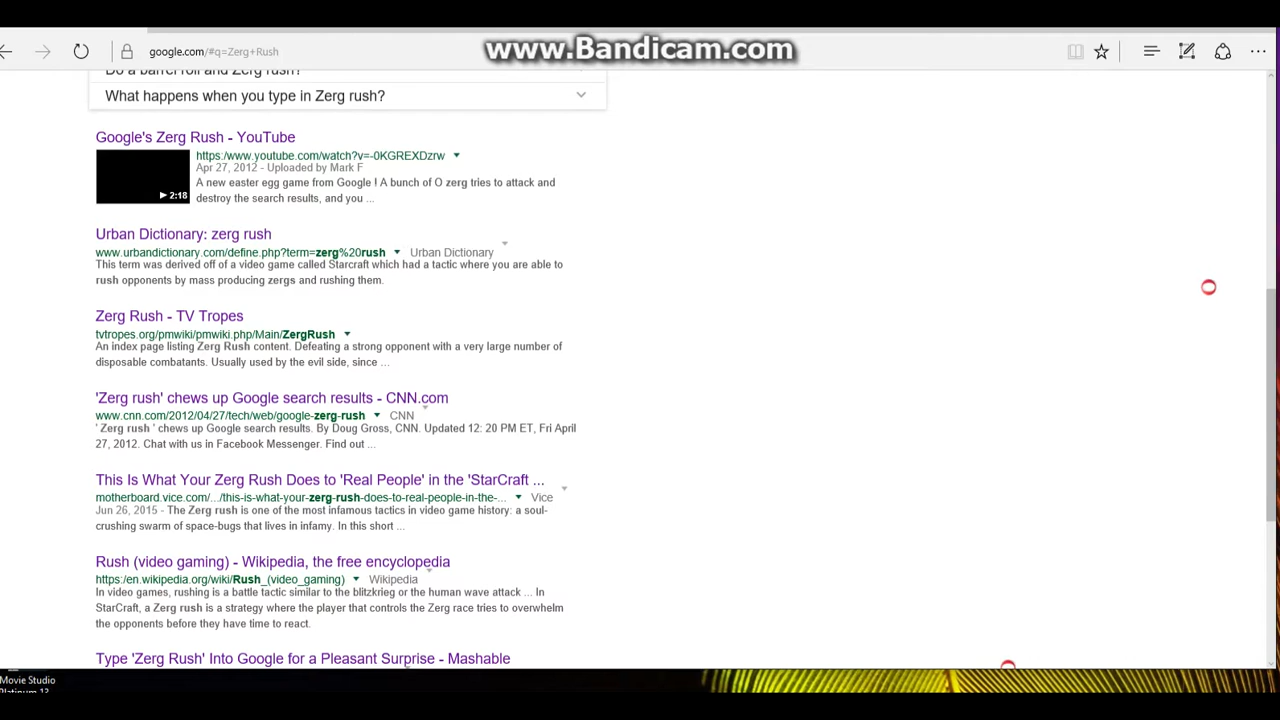 google.com/#q=Zerg+Rush
www.Bandicam.com
Do a barrel roll and Zerg rush?
What happens when you type in Zerg rush?
Google's Zerg Rush - YouTube
https:/www.youtube.com/watch?v=-0KGREXDzrw
Apr 27, 2012 - Uploaded by Mark F
A new easter egg game from Google ! A bunch of O zerg tries to attack and
destroy the search results, and you ...
2:18
Urban Dictionary: zerg rush
www.urbandictionary.com/define.php?term=zerg%20rush Urban Dictionary
This term was derived off of a video game called Starcraft which had a tactic where you are able to
rush opponents by mass producing zergs and rushing them.
Zerg Rush - TV Tropes
tvtropes.org/pmwiki/pmwiki.php/Main/ZergRush
An index page listing Zerg Rush content. Defeating a strong opponent with a very large number of
disposable combatants. Usually used by the evil side, since ...
'Zerg rush' chews up Google search results - CNN.com
www.cnn.com/2012/04/27/tech/web/google-zerg-rush CNN
' Zerg rush ' chews up Google search results. By Doug Gross, CNN. Updated 12: 20 PM ET, Fri April
27, 2012. Chat with us in Facebook Messenger. Find out ...
This Is What Your Zerg Rush Does to 'Real People' in the 'StarCraft ...
motherboard.vice.com/.../this-is-what-your-zerg-rush-does-to-real-people-in-the-... Vice
Jun 26, 2015 - The Zerg rush is one of the most infamous tactics in video game history: a soul-
crushing swarm of space-bugs that lives in infamy. In this short ...
Rush (video gaming) - Wikipedia, the free encyclopedia
https:/en.wikipedia.org/wiki/Rush_(video_gaming) Wikipedia
In video games, rushing is a battle tactic similar to the blitzkrieg or the human wave attack ... In
StarCraft, a Zerg rush is a strategy where the player that controls the Zerg race tries to overwhelm
the opponents before they have time to react.
Type 'Zerg Rush' Into Google for a Pleasant Surprise - Mashable
Movie Studio
Platinum 13